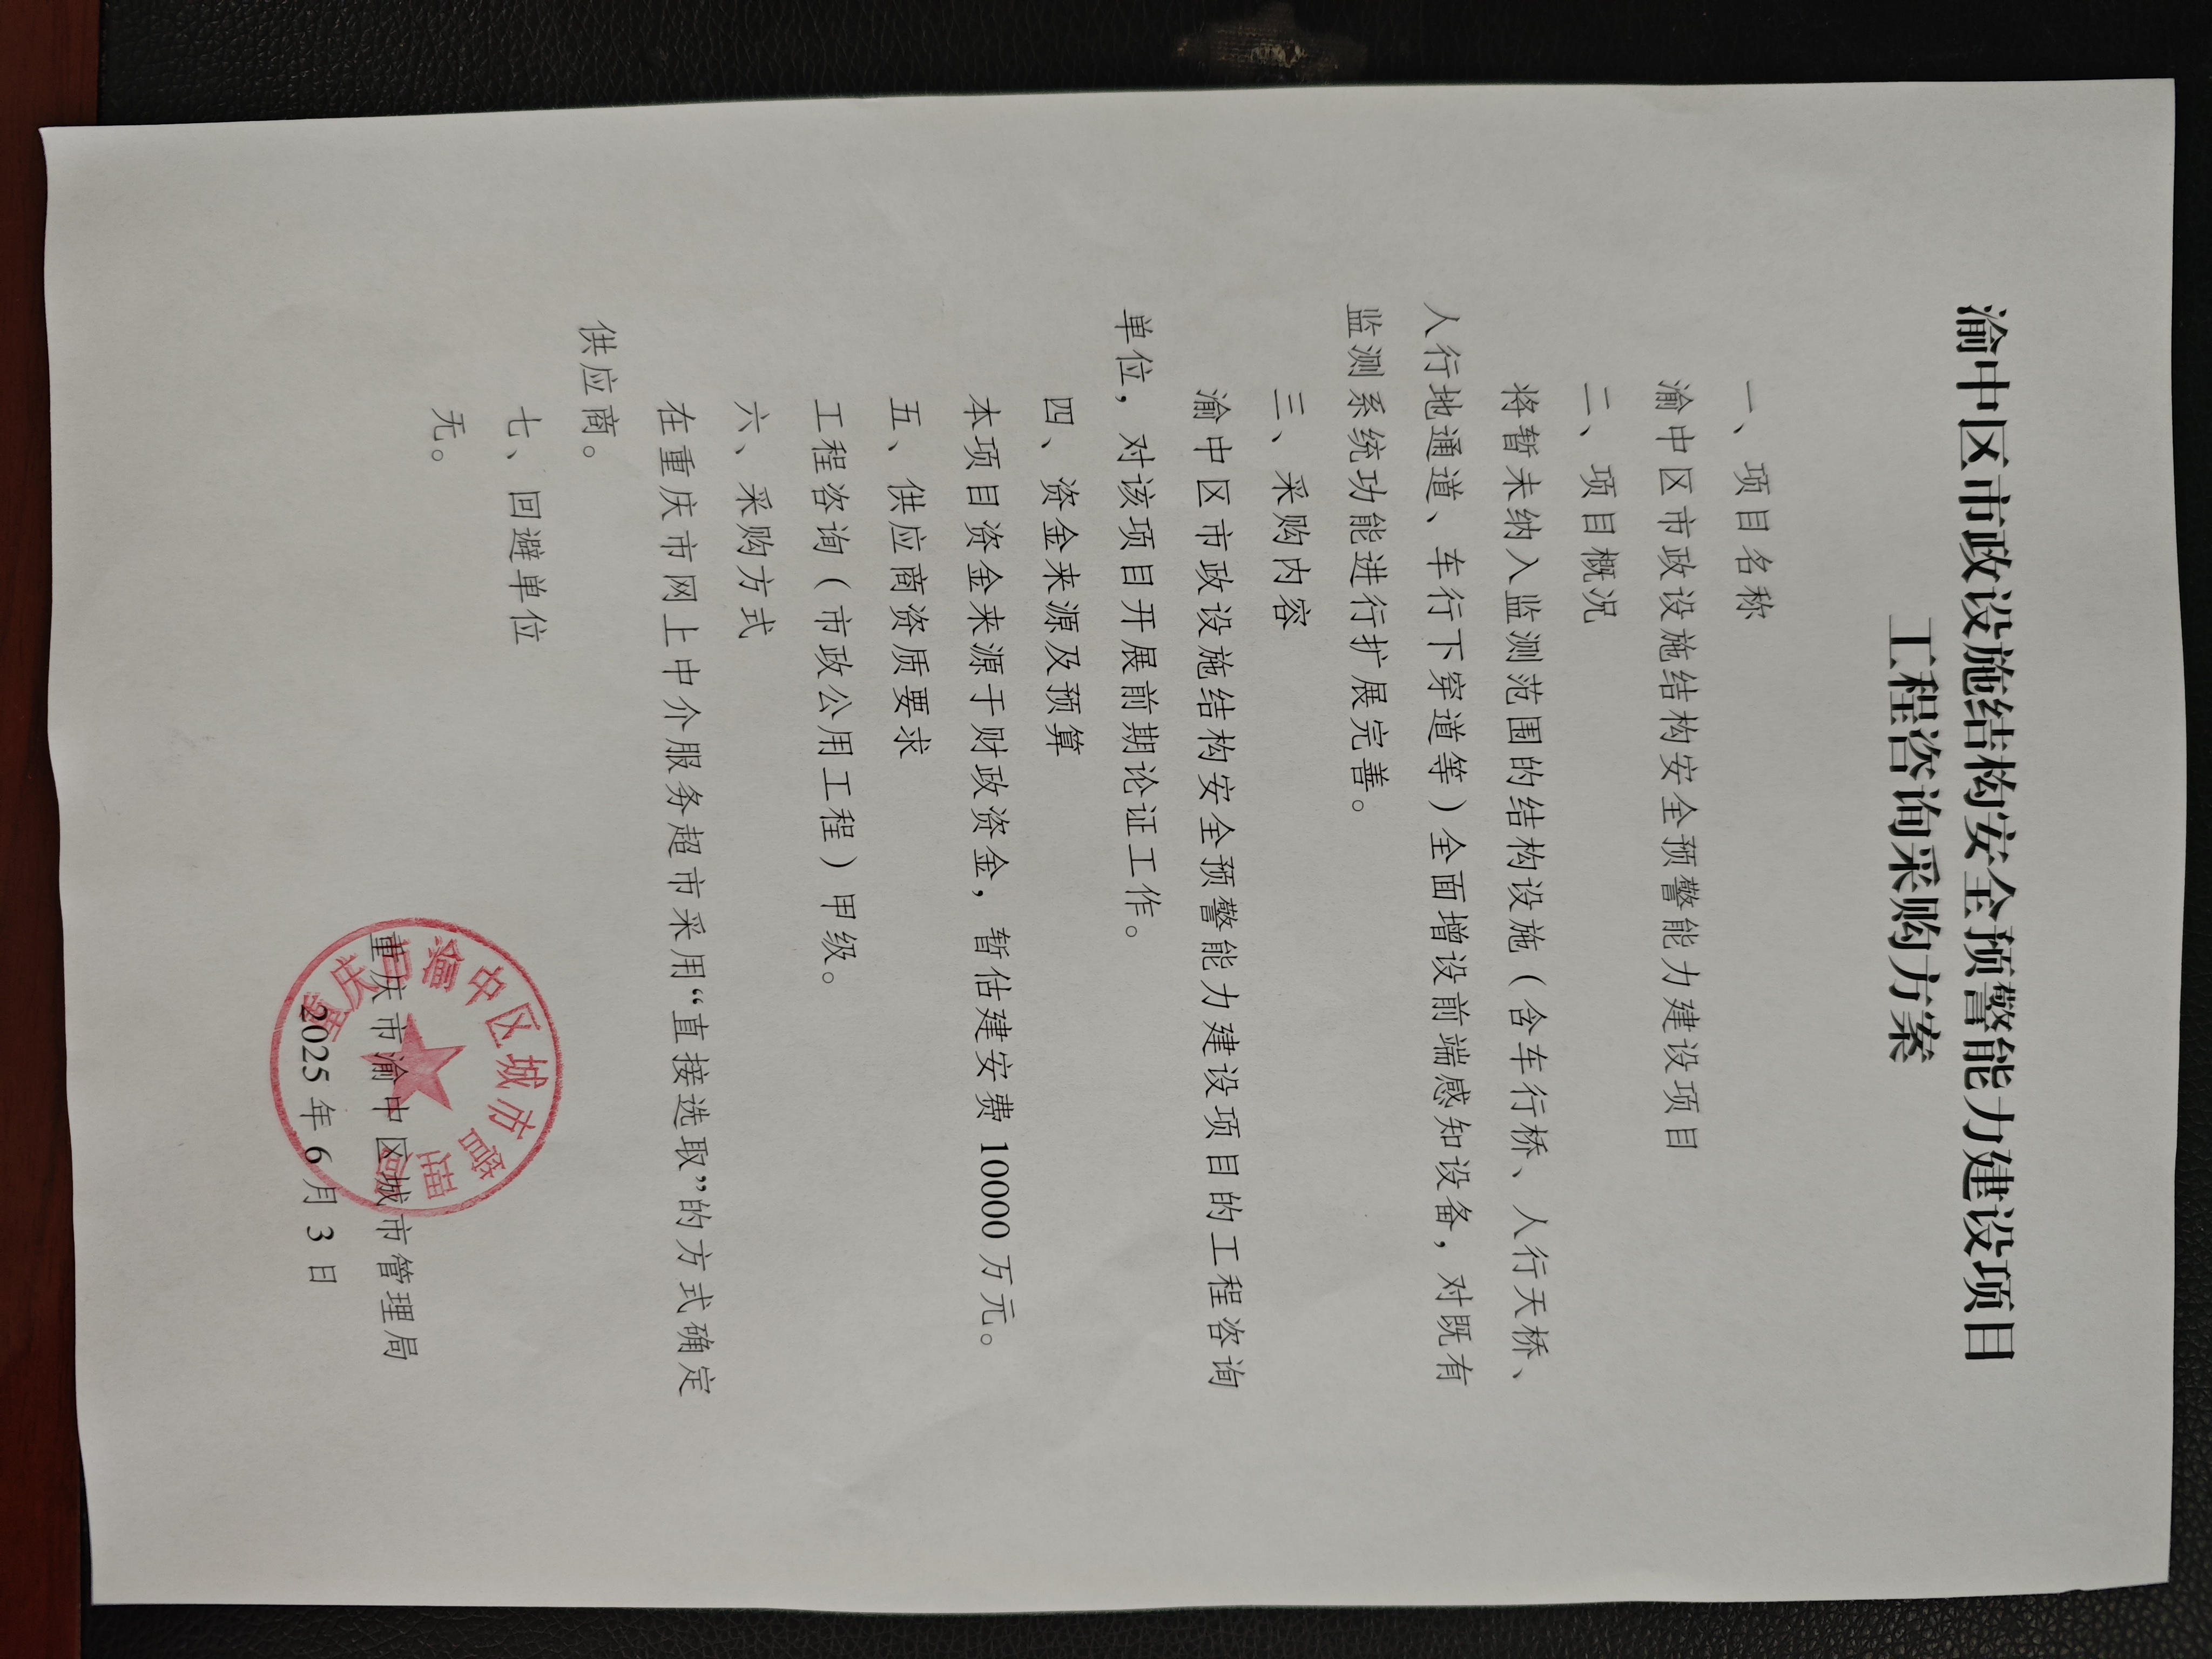 渝中区市政设施结构安全预警能力建设项目
工程咨询采购方案
一、项目名称
渝中区市政设施结构安全预警能力建设项目
二、项目概况
将暂未纳入监测范围的结构设施（含车行桥、人行天桥、
人行地通道、车行下穿道等）全面增设前端感知设备，对既有
监测系统功能进行扩展完善。
三、采购内容
渝中区市政设施结构安全预警能力建设项目的工程咨询
单位，对该项目开展前期论证工作。
四、资金来源及预算
本项目资金来源于财政资金，暂估建安费 10000 万元。
五、供应商资质要求
工程咨询（市政公用工程）甲级。
六、采购方式
在重庆市网上中介服务超市采用“直接选取”的方式确定
供应商。
七、回避单位
无。
重庆市渝中区城市管理局
2025 年 6 月 3 日
重庆市渝中区城市管理局